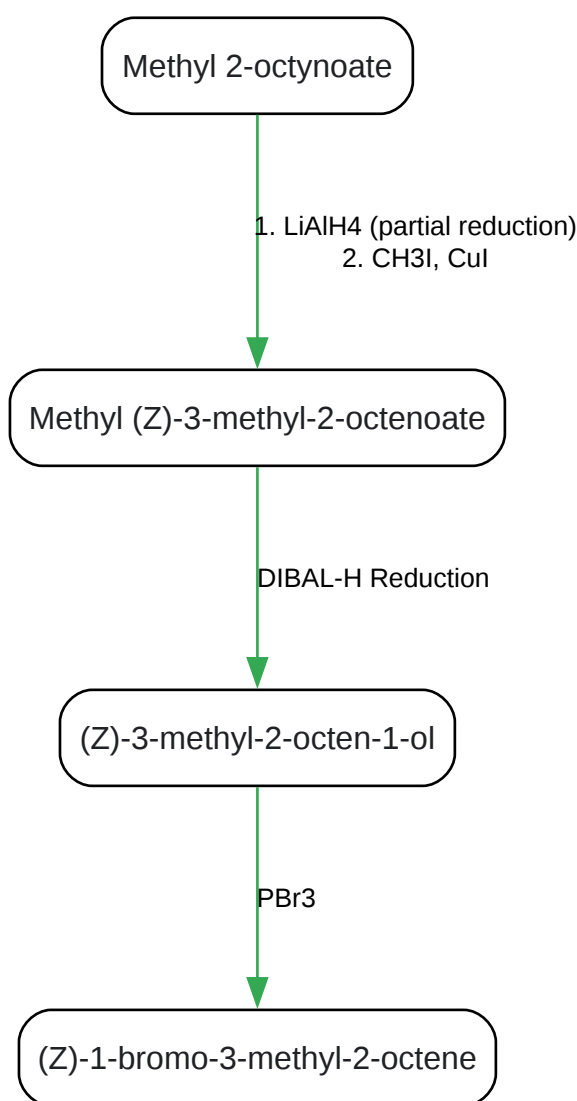 Methyl 2-octynoate
1. LiAlH4 (partial reduction)
2. CH3I, CuI
Methyl (Z)-3-methyl-2-octenoate
DIBAL-H Reduction
(Z)-3-methyl-2-octen-1-ol
PBr3
(Z)-1-bromo-3-methyl-2-octene